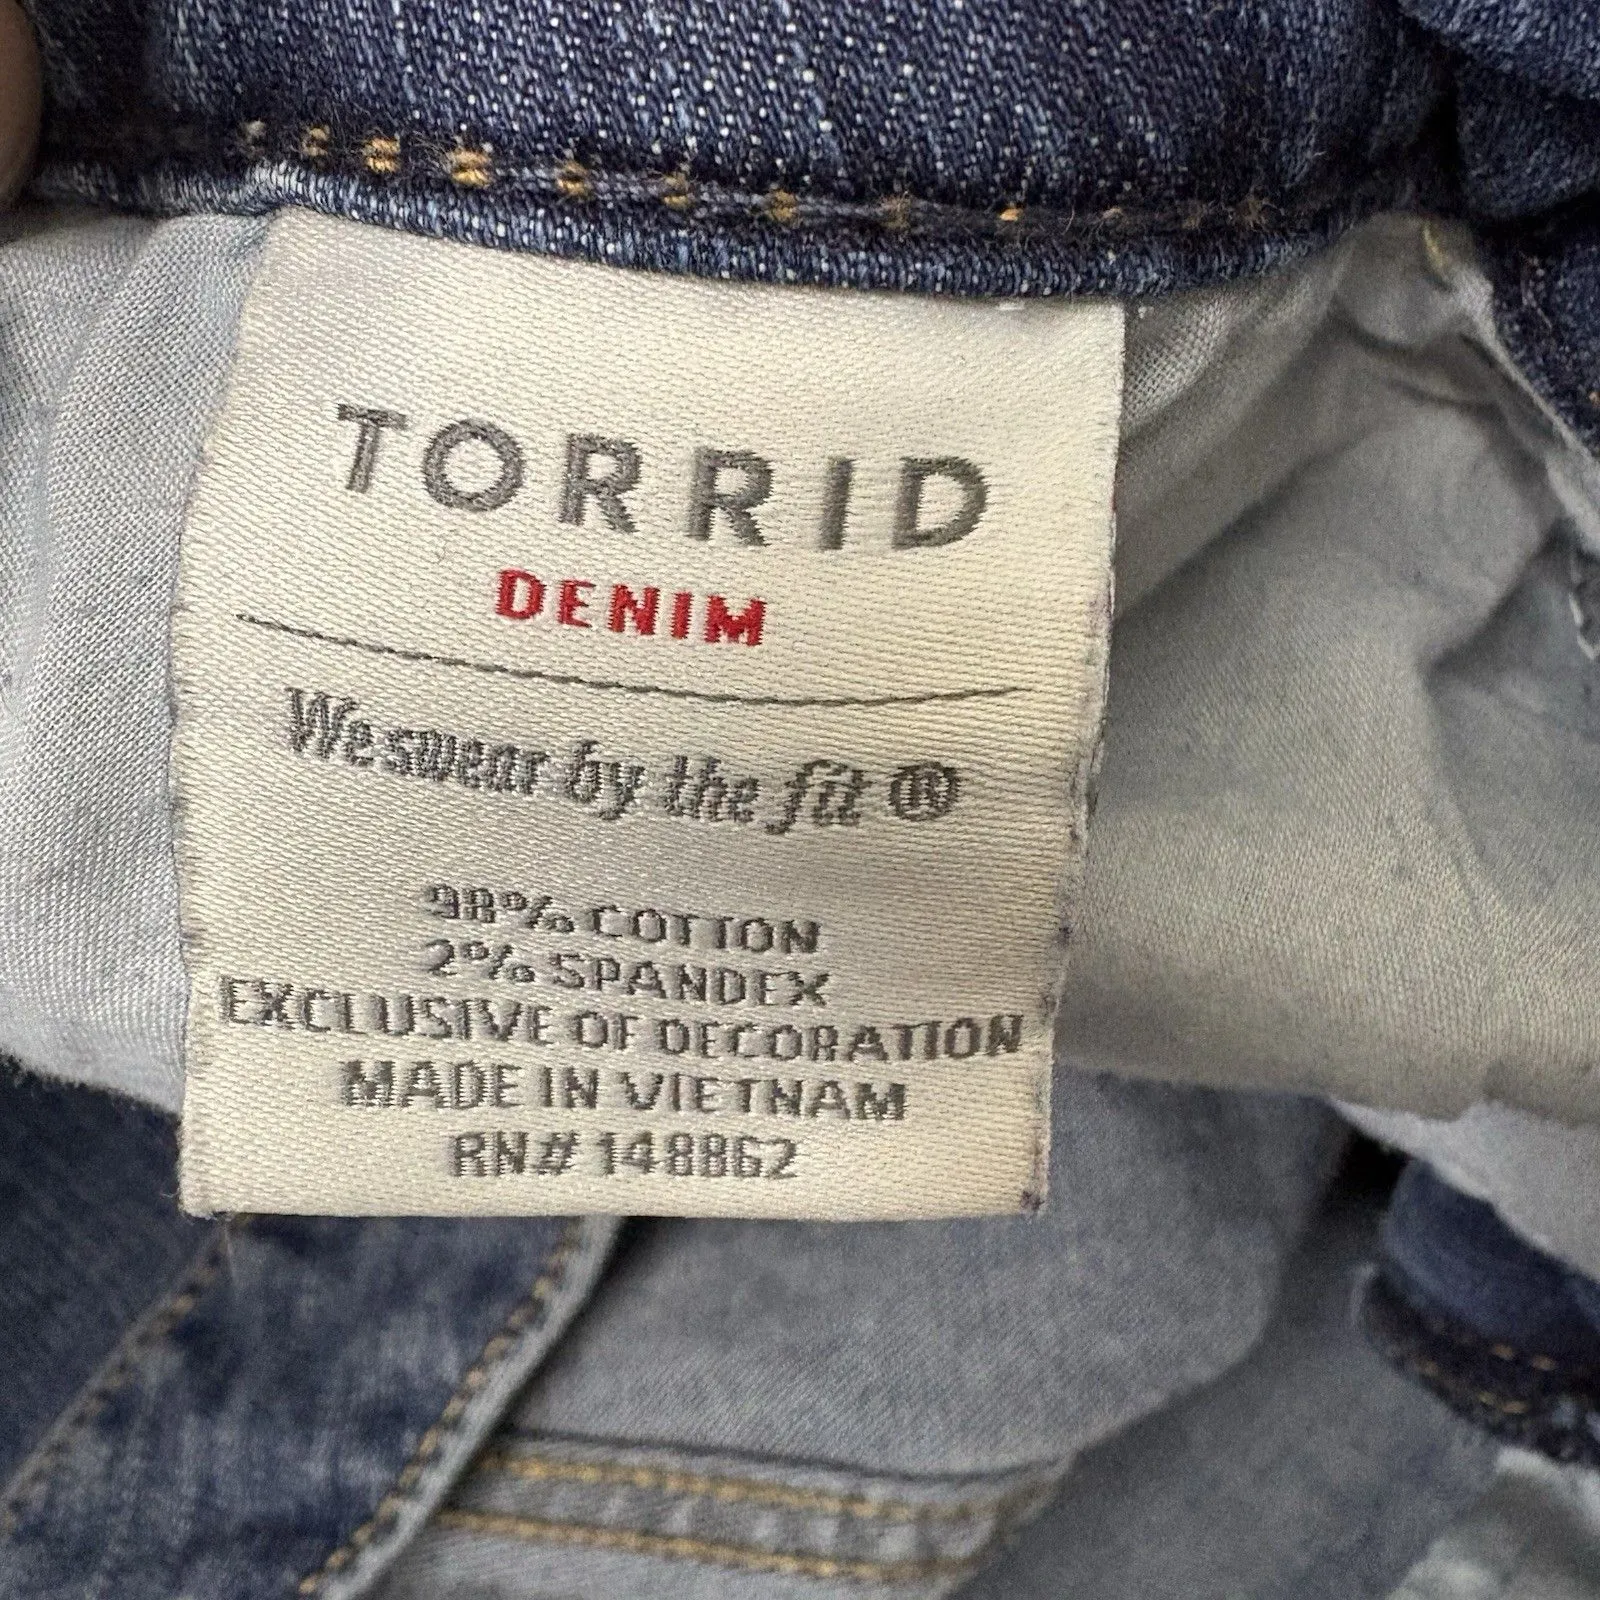 TORRID
DENIM
We swear by the fit ®
98% COTTON
2% SPANDEX
EXCLUSIVE OF DECORATION
MADE IN VIETNAM
RN# 148862